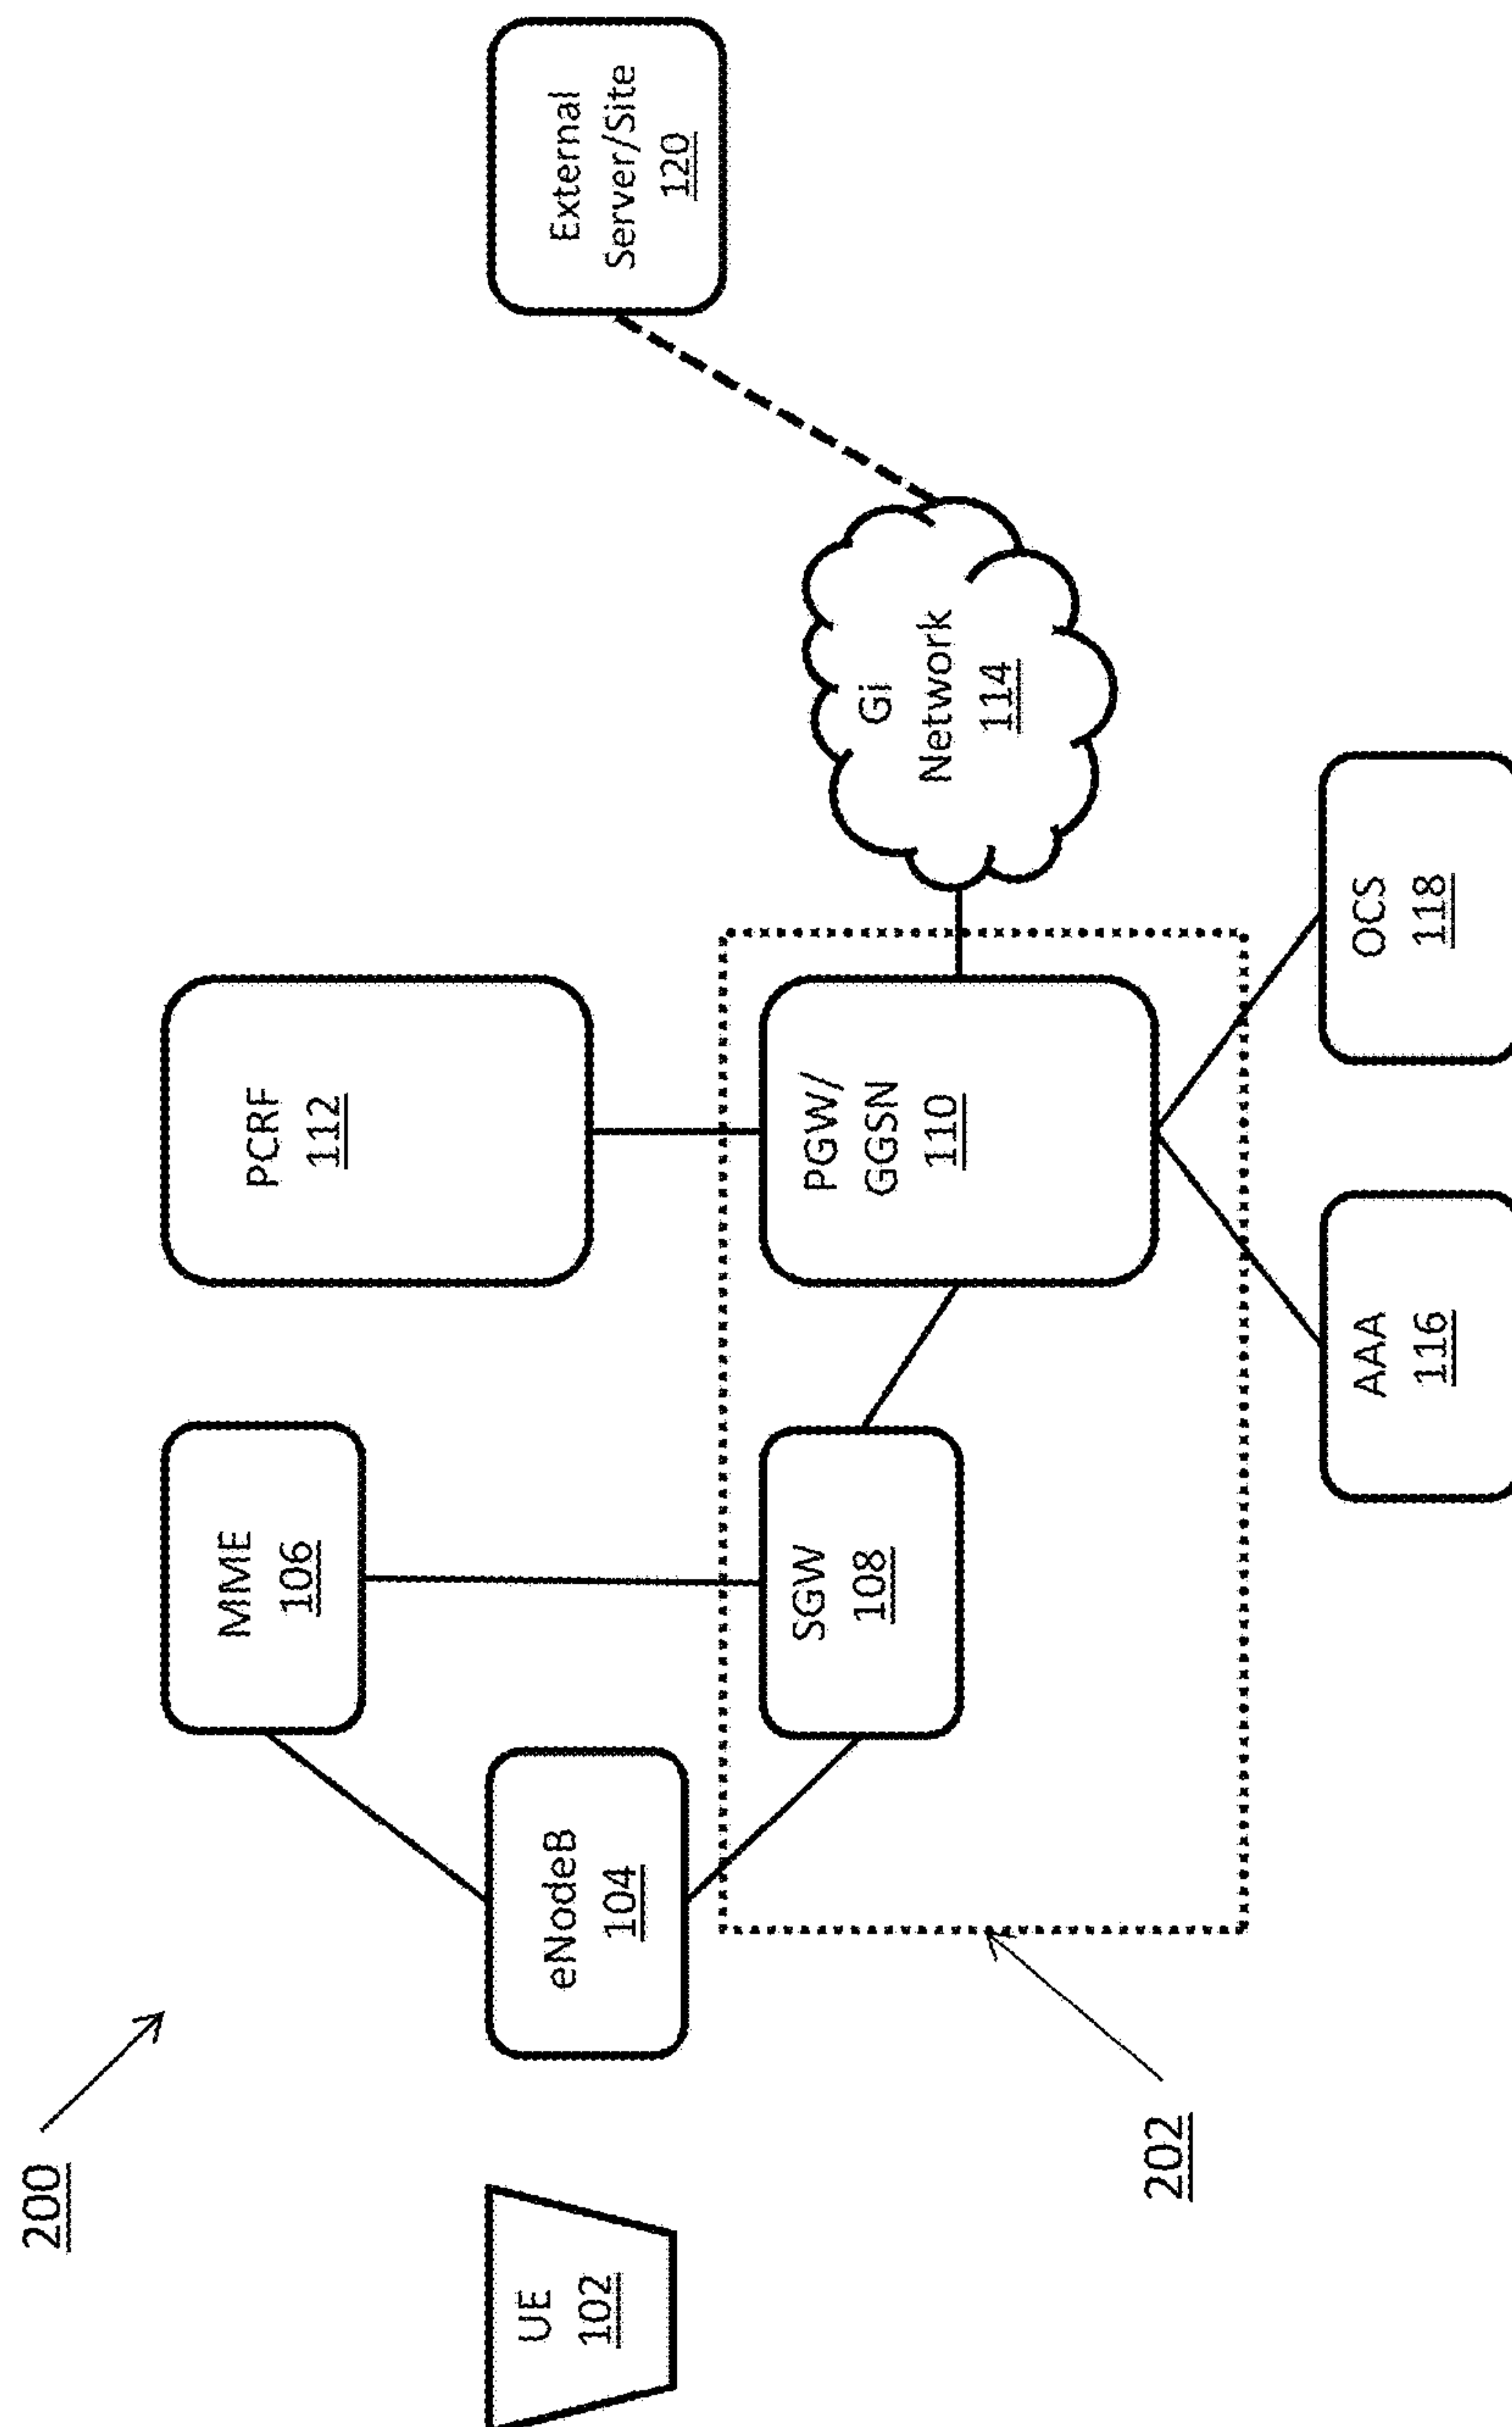 200
UE
102
eNodeB
104
MME
106
SGW
108
202
PCRF
112
PGW/
GGSN
110
AAA
116
OCS
118
Gi
Network
114
External
Server/Site
120